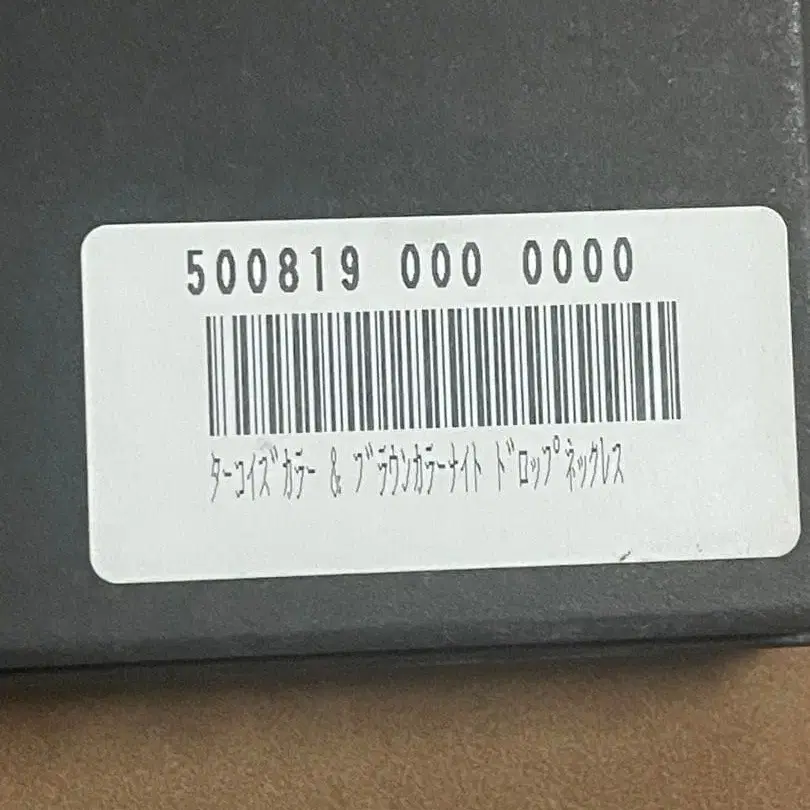 500819 000 0000
ﾀｰｺｲｽﾞｶﾗｰ & ﾌﾞﾗｳﾝｶﾗｰﾅｲﾄ ﾄﾞﾛｯﾌﾟﾈｯｸﾚｽ